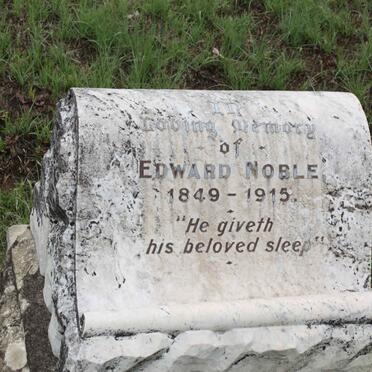 In
Loving Memory
- of -
EDWARD NOBLE
1849 - 1915.
"He giveth
his beloved sleep"